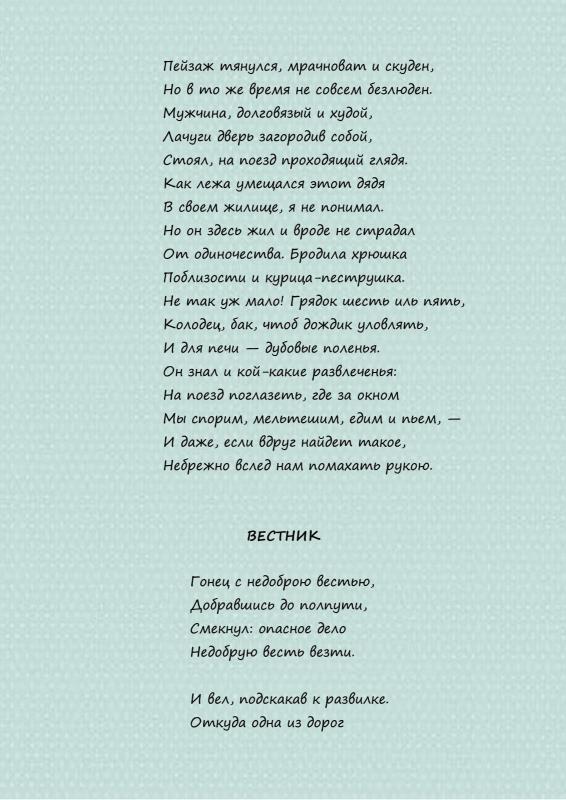 Пейзаж тянулся, мрачноват и скуден,
Но в то же время не совсем безлюден.
Мужчина, долговязый и худой,
Лачуги дверь загородив собой,
Стоял, на поезд проходящий глядя.
Как лежа умещался этот дядя
В своем жилище, я не понимал.
Но он здесь жил и вроде не страдал
От одиночества. Бродила хрюшка
Поблизости и курица-пеструшка.
Не так уж мало! Грядок шесть иль пять,
Колодец, бак, чтоб дождик уловлять,
И для печи — дубовые поленья.
Он знал и кой-какие развлеченья:
На поезд поглазеть, где за окном
Мы спорим, мельтешим, едим и пьем, —
И даже, если вдруг найдет такое,
Небрежно вслед нам помахать рукою.
ВЕСТНИК
Гонец с недоброю вестью,
Добравшись до полпути,
Смекнул: опасное дело
Недобрую весть везти.
И вел, подскакав к развилке.
Откуда одна из дорог